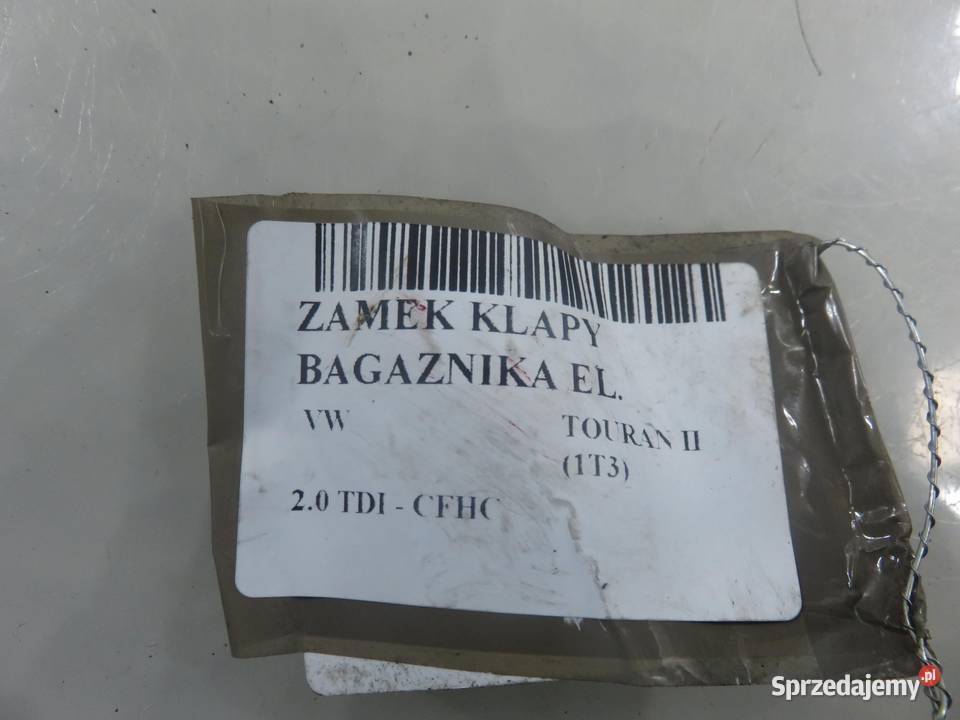 ZAMEK KLAPY
BAGAZNIKA EL.
VW TOURAN II
(1T3)
2.0 TDI - CFHC
Sprzedajemy.pl